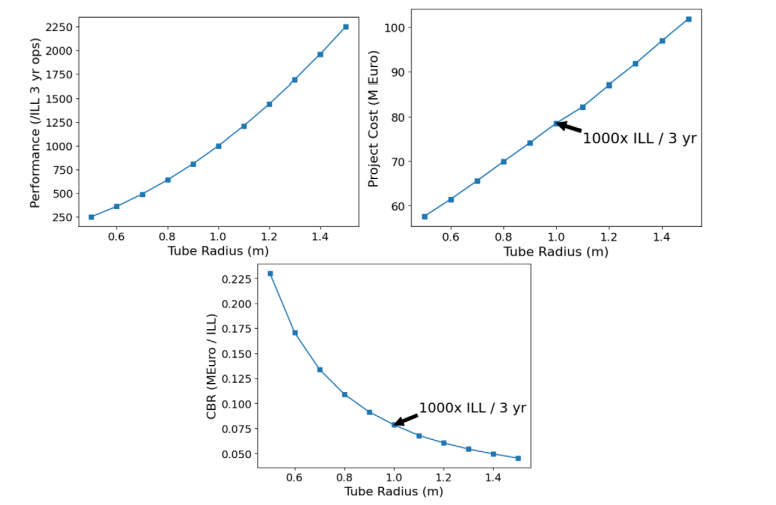 Performance (/ILL 3 yr ops)
2250
2000
1750
1500
1250
1000
750
500
250
0.6 0.8 1.0 1.2 1.4
Tube Radius (m)
Project Cost (M Euro)
100
90
80
70
60
1000x ILL / 3 yr
0.6 0.8 1.0 1.2 1.4
Tube Radius (m)
CBR (MEuro / ILL)
0.225
0.200
0.175
0.150
0.125
0.100
0.075
0.050
1000x ILL / 3 yr
0.6 0.8 1.0 1.2 1.4
Tube Radius (m)